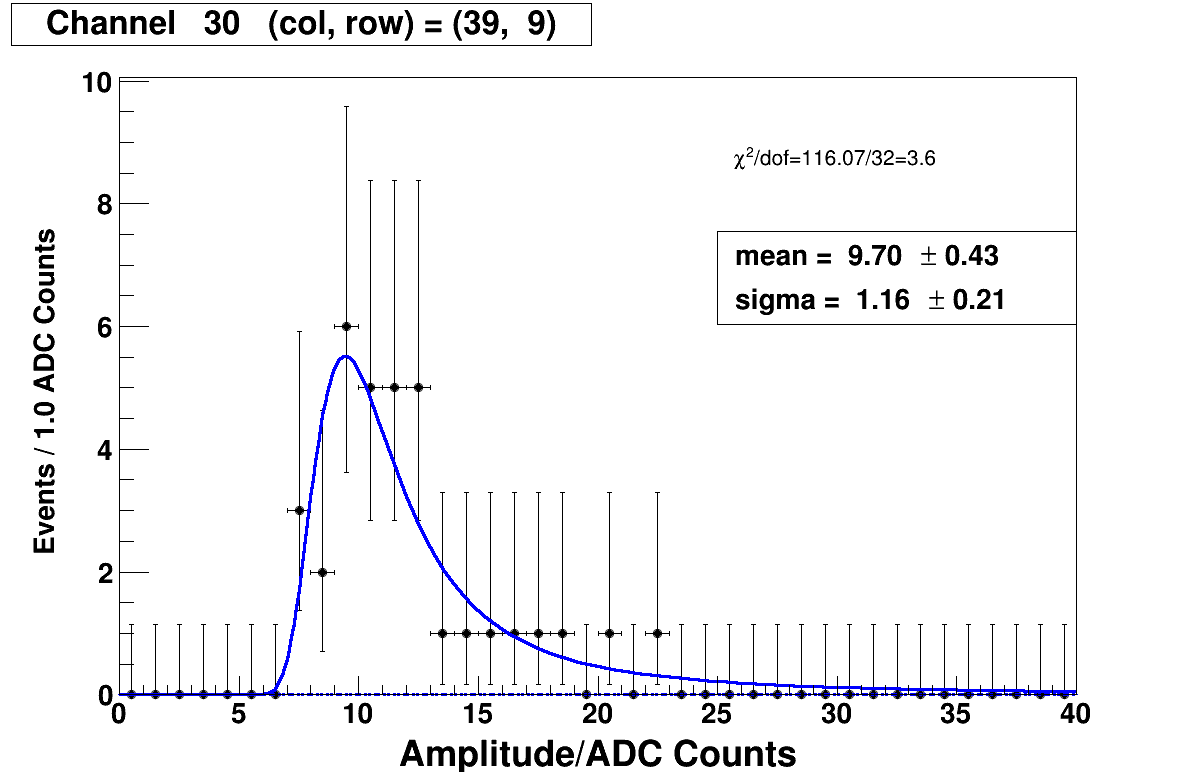 Channel 30 (col, row) = (39, 9)
10
8
6
4
2
0
Events / 1.0 ADC Counts
χ²/dof=116.07/32=3.6
mean = 9.70 ± 0.43
sigma = 1.16 ± 0.21
0 5 10 15 20 25 30 35 40
Amplitude/ADC Counts